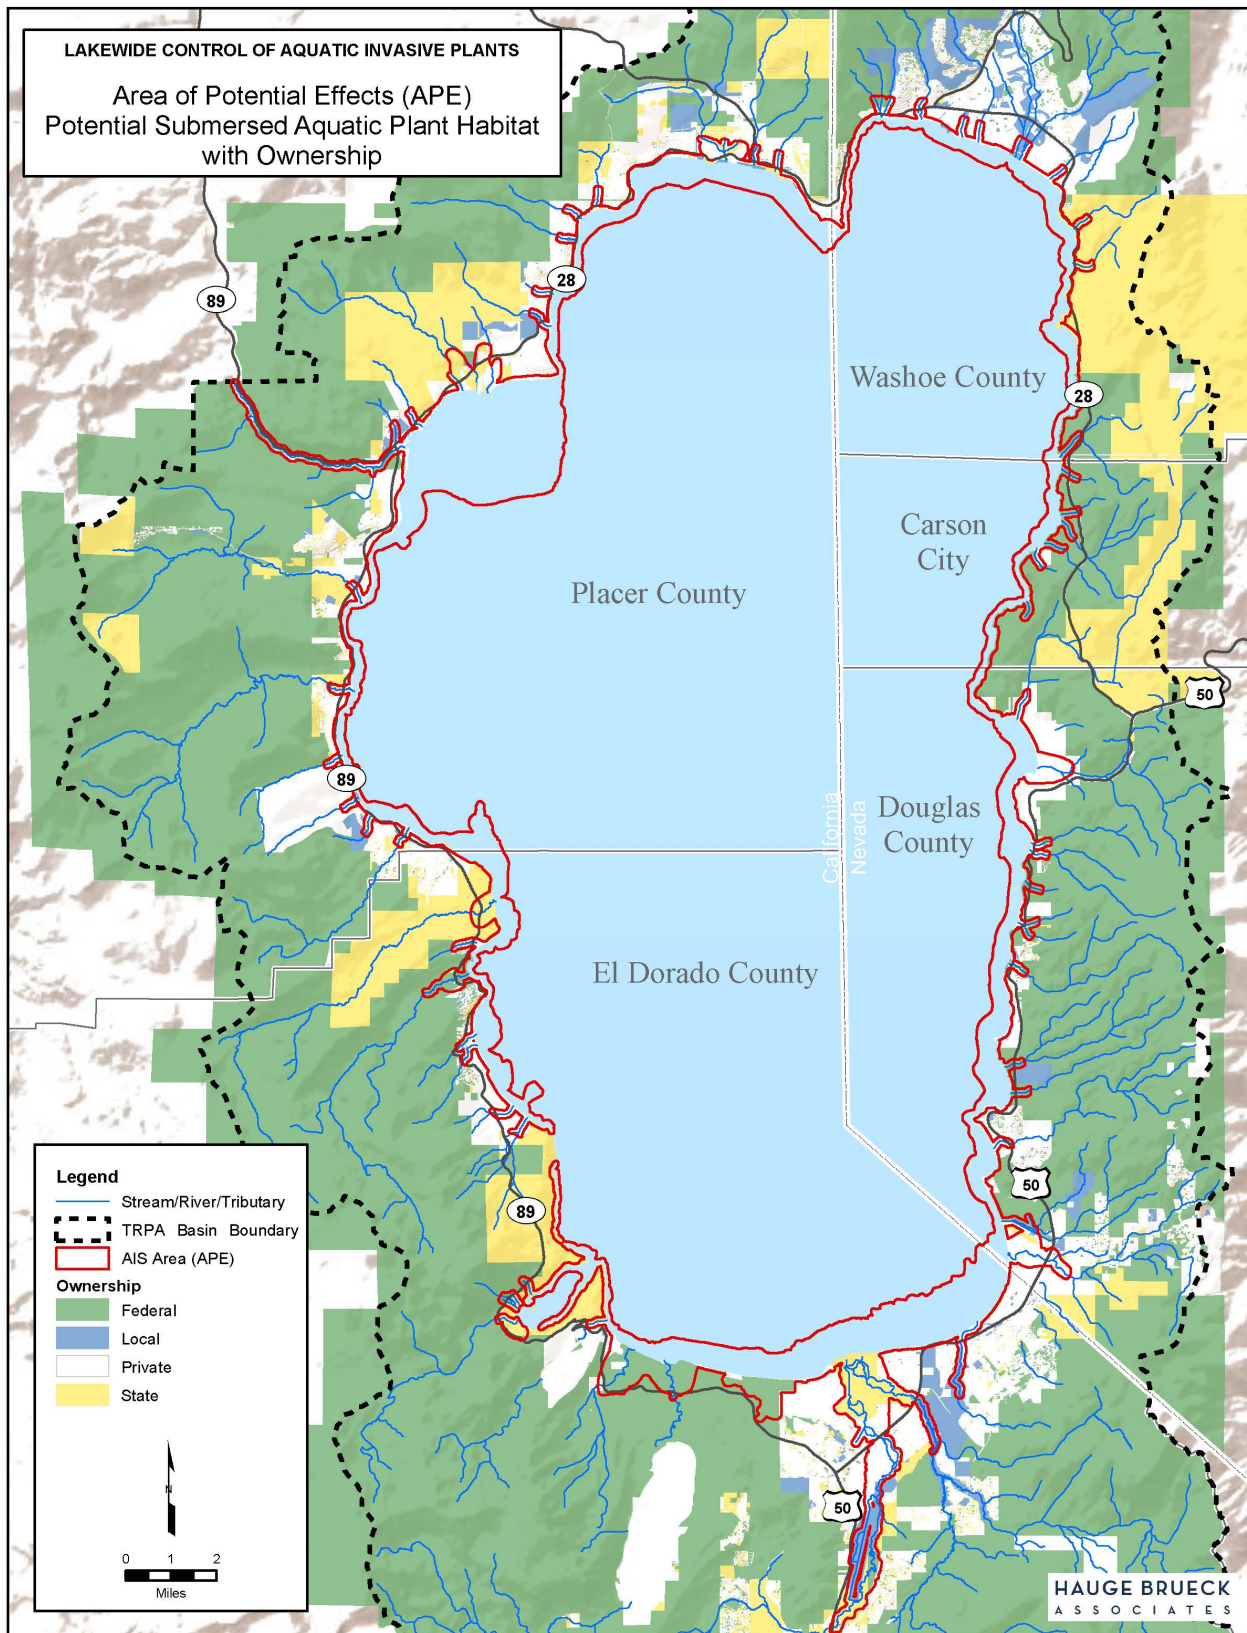 LAKEWIDE CONTROL OF AQUATIC INVASIVE PLANTS
Area of Potential Effects (APE)
Potential Submersed Aquatic Plant Habitat
with Ownership
89
28
Washoe County
28
Carson
City
Placer County
50
89
Douglas
County
California
Nevada
El Dorado County
50
89
50
Legend
Stream/River/Tributary
TRPA Basin Boundary
AIS Area (APE)
Ownership
Federal
Local
Private
State
N
0 1 2
Miles
HAUGE BRUECK
ASSOCIATES